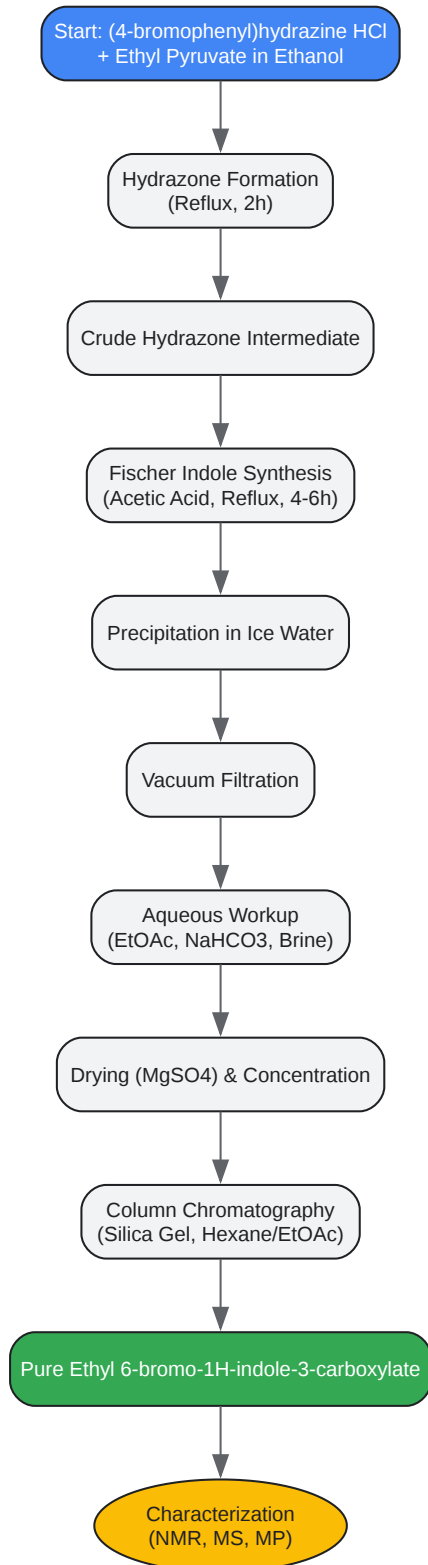 Start: (4-bromophenyl)hydrazine HCl
+ Ethyl Pyruvate in Ethanol
Hydrazone Formation
(Reflux, 2h)
Crude Hydrazone Intermediate
Fischer Indole Synthesis
(Acetic Acid, Reflux, 4-6h)
Precipitation in Ice Water
Vacuum Filtration
Aqueous Workup
(EtOAc, NaHCO3, Brine)
Drying (MgSO4) & Concentration
Column Chromatography
(Silica Gel, Hexane/EtOAc)
Pure Ethyl 6-bromo-1H-indole-3-carboxylate
Characterization
(NMR, MS, MP)